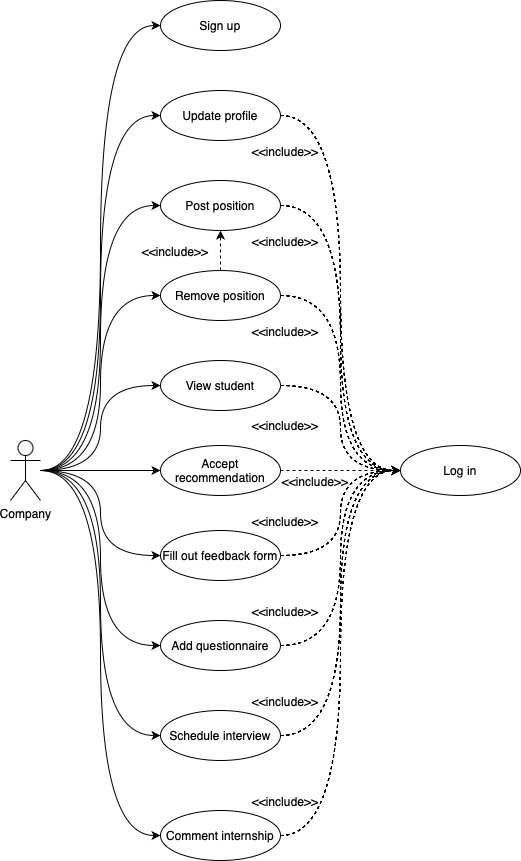 Sign up
Update profile
<<include>>
Post position
<<include>>
<<include>>
Remove position
<<include>>
View student
<<include>>
Accept
recommendation
<<include>>
Log in
Company
<<include>>
Fill out feedback form
<<include>>
Add questionnaire
<<include>>
Schedule interview
<<include>>
Comment internship